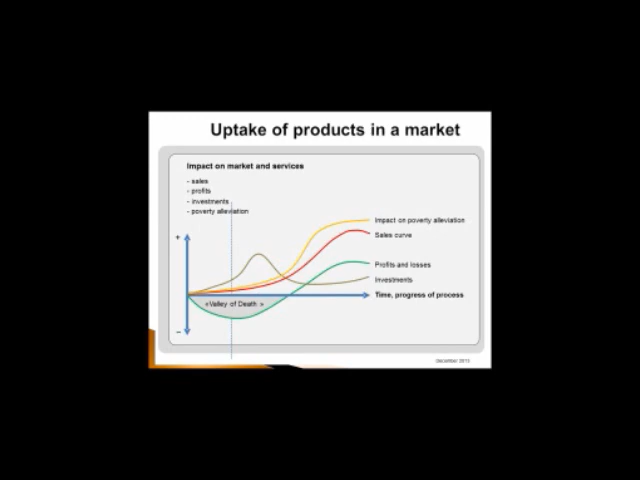 Uptake of products in a market
Impact on market and services
- sales
- profits
- investments
- poverty alleviation
+
Impact on poverty alleviation
Sales curve
Profits and losses
Investments
Time, progress of process
«Valley of Death »
–
December 2013